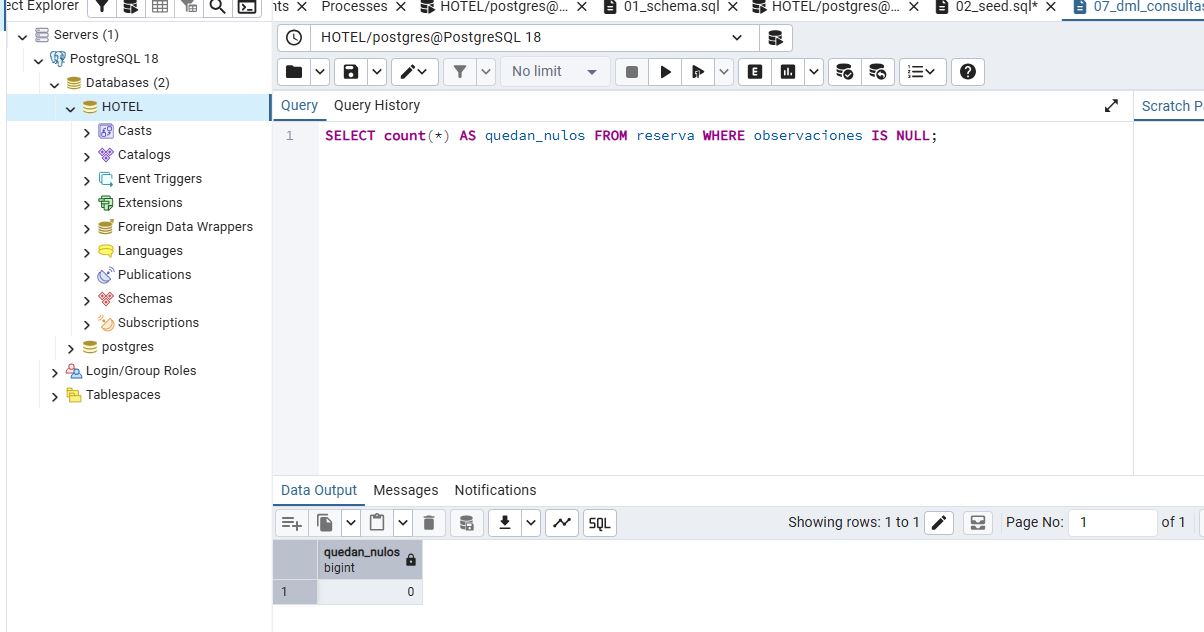 ect Explorer
nts Processes HOTEL/postgres@... 01_schema.sql HOTEL/postgres@... 02_seed.sql* 07_dml_consultas
Servers (1)
PostgreSQL 18
Databases (2)
HOTEL
Casts
Catalogs
Event Triggers
Extensions
Foreign Data Wrappers
Languages
Publications
Schemas
Subscriptions
postgres
Login/Group Roles
Tablespaces
HOTEL/postgres@PostgreSQL 18
No limit E
Query Query History
Scratch P
1 SELECT count(*) AS quedan_nulos FROM reserva WHERE observaciones IS NULL;
Data Output Messages Notifications
SQL Showing rows: 1 to 1 Page No: 1 of 1
quedan_nulos
bigint
1 0